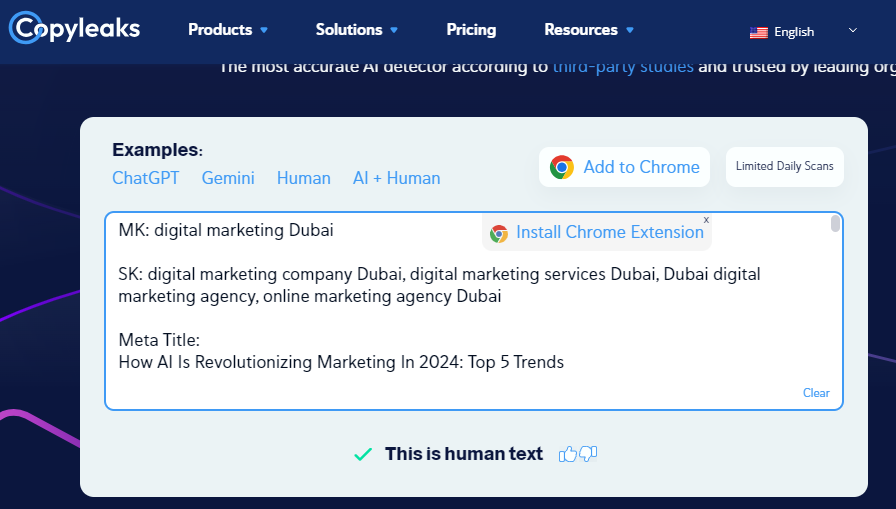 Copyleaks Products Solutions Pricing Resources English
The most accurate AI detector according to third-party studies and trusted by leading
Examples:
ChatGPT Gemini Human AI + Human
Add to Chrome
Limited Daily Scans
MK: digital marketing Dubai
Install Chrome Extension x
SK: digital marketing company Dubai, digital marketing services Dubai, Dubai digital
marketing agency, online marketing agency Dubai
Meta Title:
How AI Is Revolutionizing Marketing In 2024: Top 5 Trends
Clear
This is human text